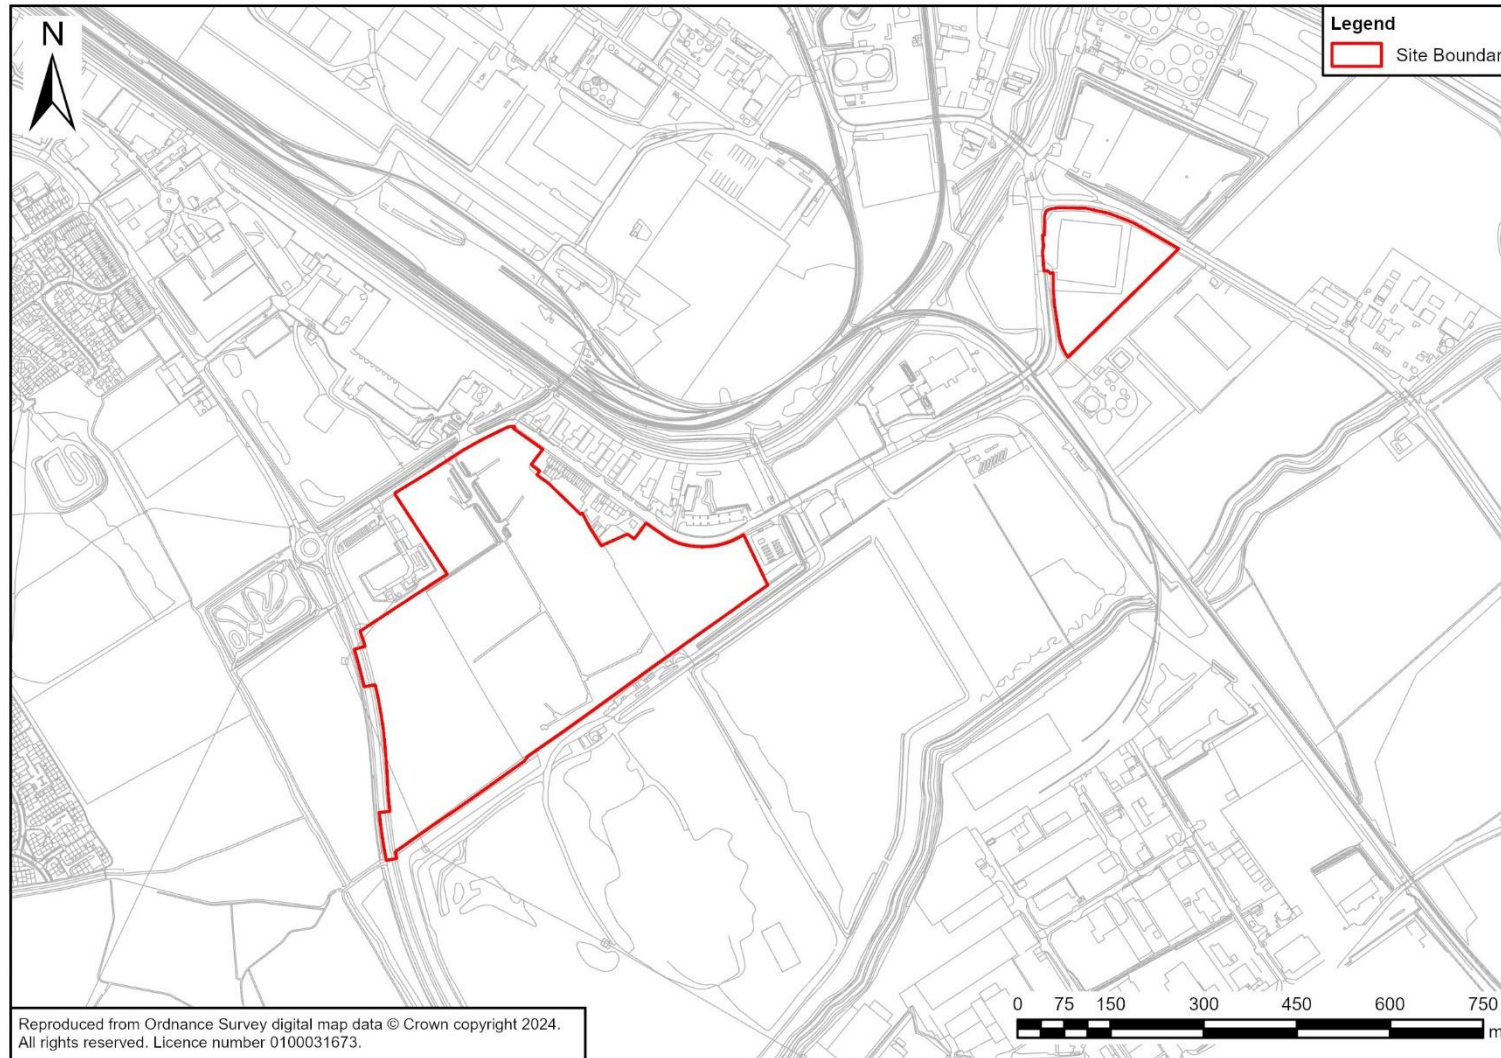 N
Legend
Site Boundar
0 75 150 300 450 600 750
m
Reproduced from Ordnance Survey digital map data © Crown copyright 2024.
All rights reserved. Licence number 0100031673.